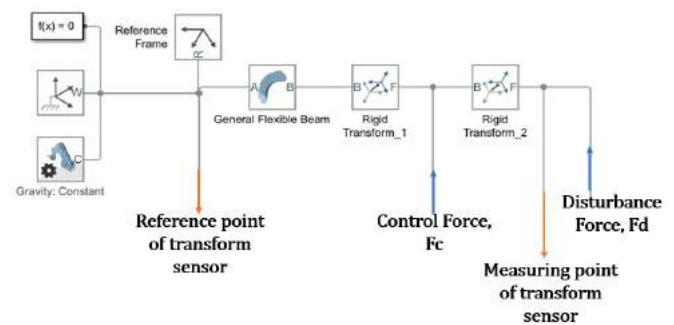 f(x) = 0
Reference
Frame
R
W
C
Gravity: Constant
A
B
General Flexible Beam
B
F
Rigid
Transform_1
B
F
Rigid
Transform_2
Reference point
of transform
sensor
Control Force,
Fc
Disturbance
Force, Fd
Measuring point
of transform
sensor